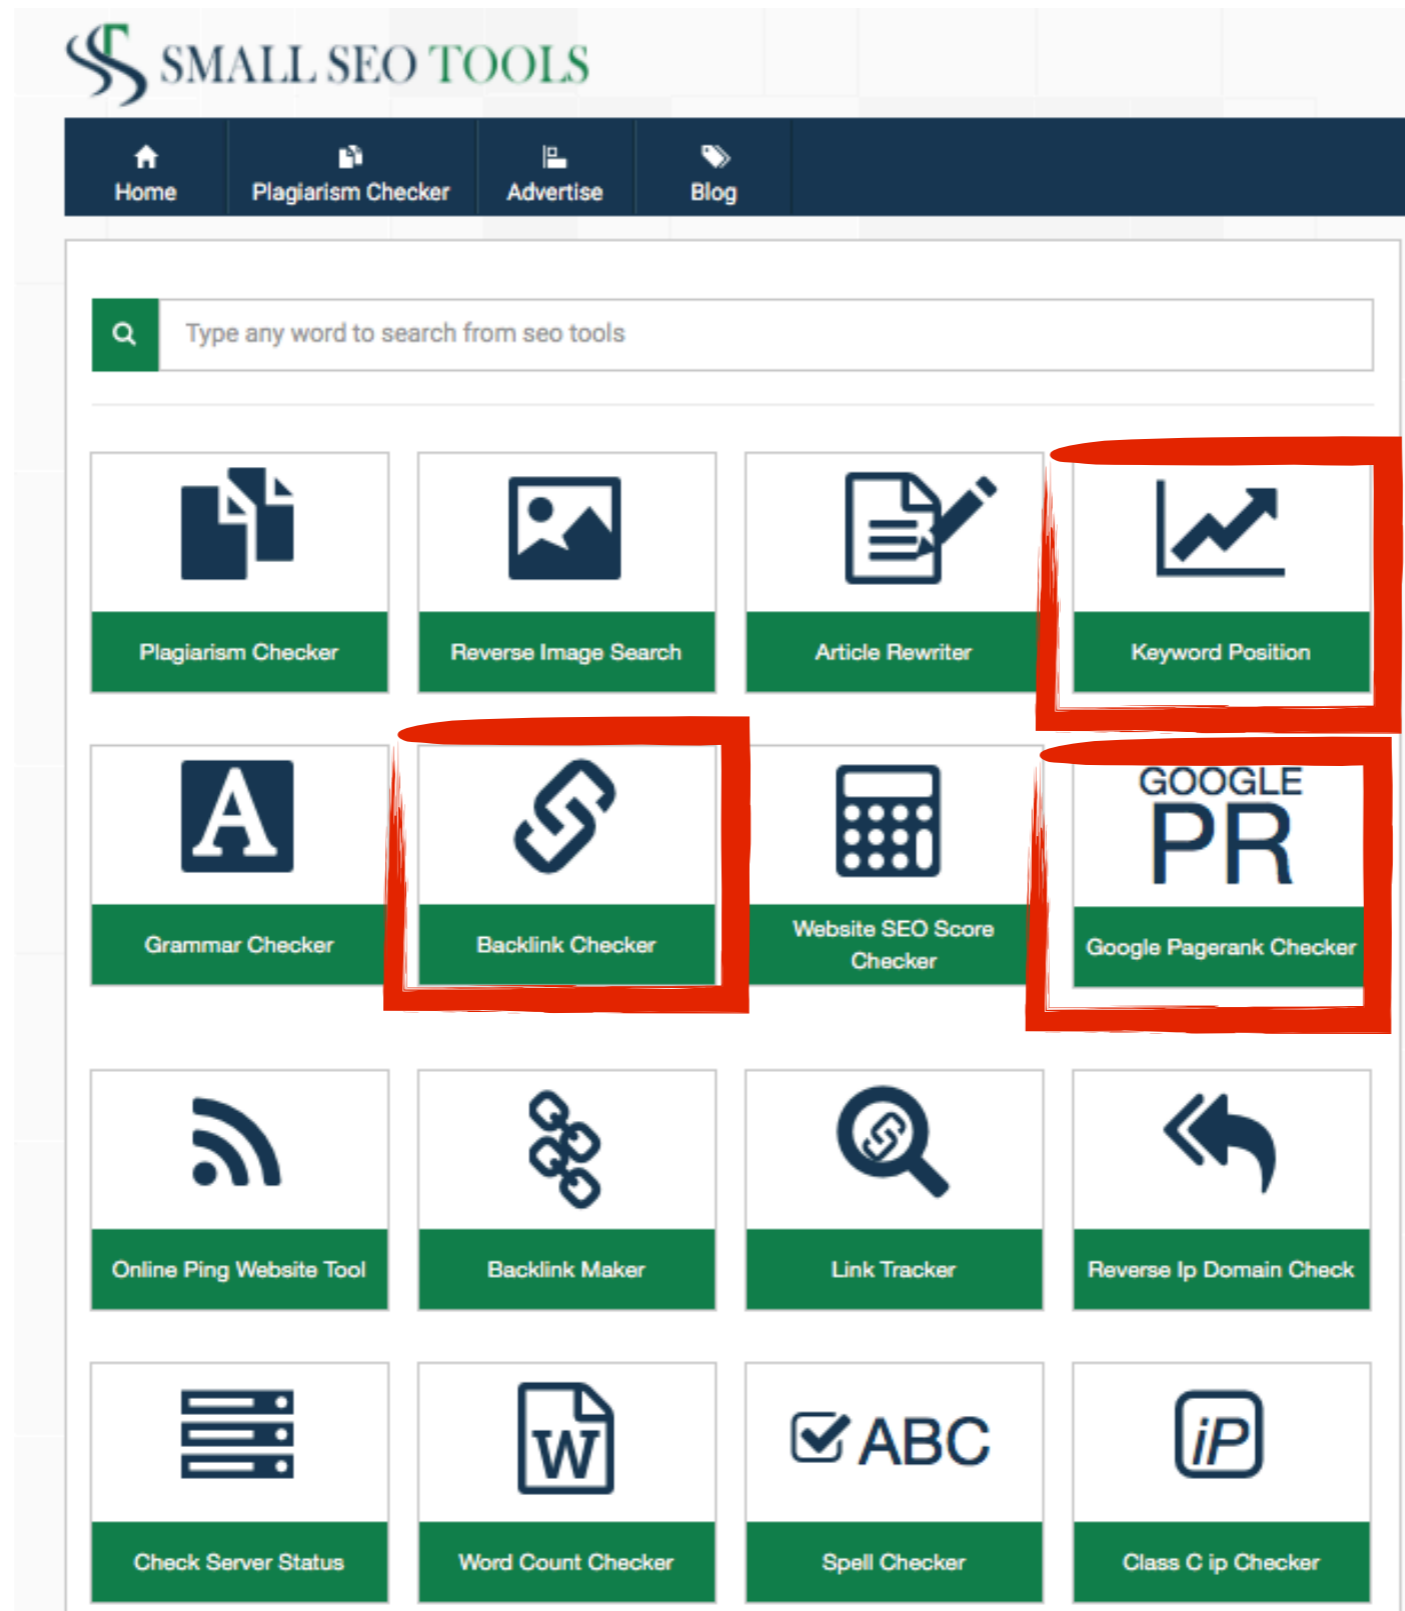 SMALL SEO TOOLS
Home Plagiarism Checker Advertise Blog
Type any word to search from seo tools
Plagiarism Checker Reverse Image Search Article Rewriter Keyword Position
A
GOOGLE
PR
Grammar Checker Backlink Checker Website SEO Score Checker Google Pagerank Checker
Online Ping Website Tool Backlink Maker Link Tracker Reverse Ip Domain Check
W ABC iP
Check Server Status Word Count Checker Spell Checker Class C ip Checker